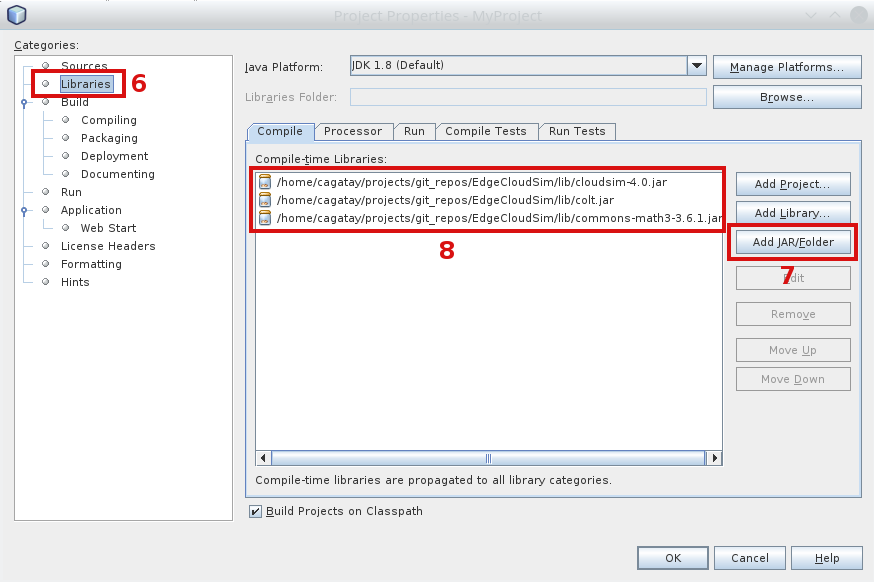 Project Properties - MyProject
Categories:
Sources
Libraries
6
Build
Compiling
Packaging
Deployment
Documenting
Run
Application
Web Start
License Headers
Formatting
Hints
Java Platform:
JDK 1.8 (Default)
Manage Platforms...
Libraries Folder:
Browse...
Compile
Processor
Run
Compile Tests
Run Tests
Compile-time Libraries:
/home/cagatay/projects/git_repos/EdgeCloudSim/lib/cloudsim-4.0.jar
/home/cagatay/projects/git_repos/EdgeCloudSim/lib/colt.jar
/home/cagatay/projects/git_repos/EdgeCloudSim/lib/commons-math3-3.6.1.jar
8
Add Project...
Add Library...
Add JAR/Folder
7
Edit
Remove
Move Up
Move Down
Compile-time libraries are propagated to all library categories.
Build Projects on Classpath
OK
Cancel
Help